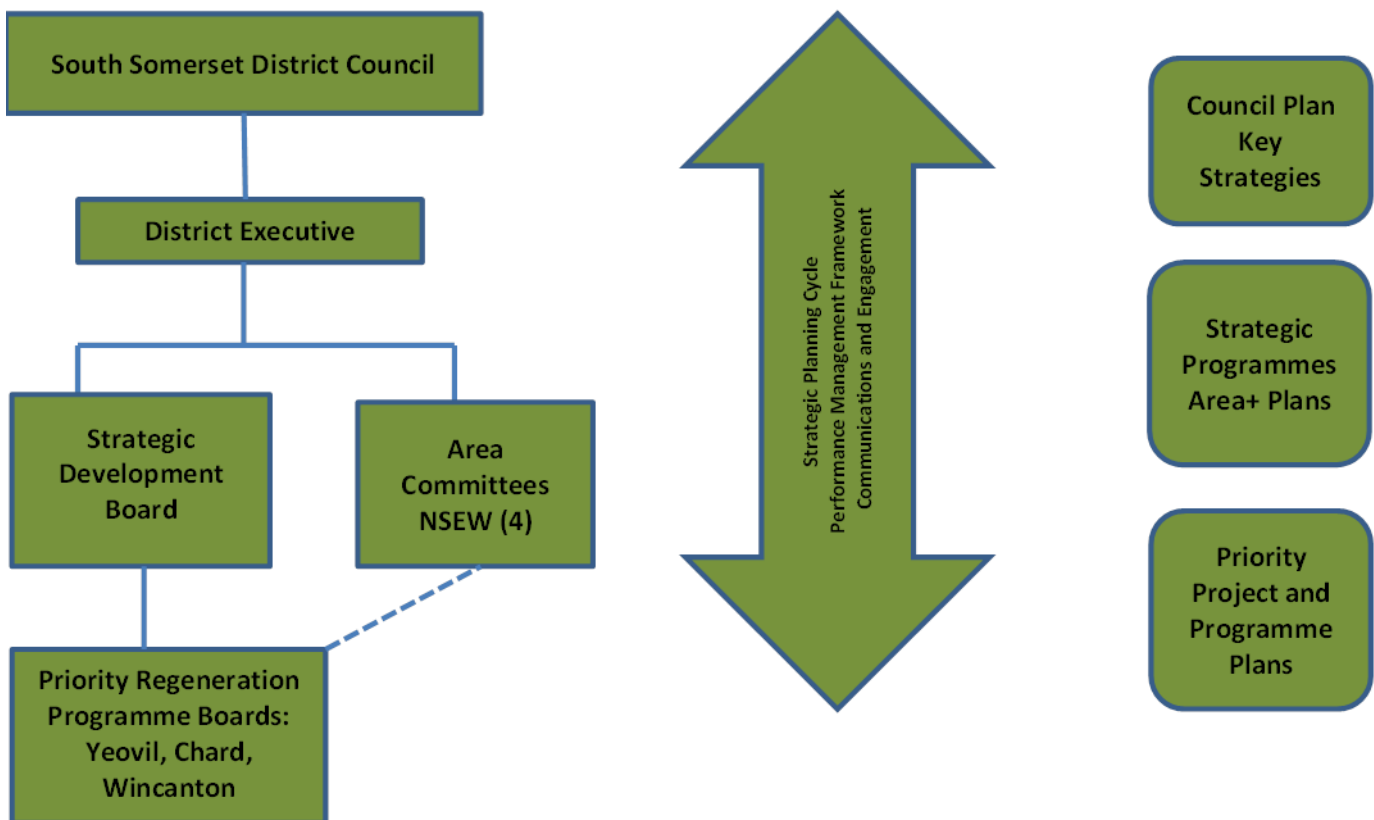 South Somerset District Council
District Executive
Strategic
Development
Board
Area
Committees
NSEW (4)
Priority Regeneration
Programme Boards:
Yeovil, Chard,
Wincanton
Strategic Planning Cycle
Performance Management Framework
Communications and Engagement
Council Plan
Key
Strategies
Strategic
Programmes
Area+ Plans
Priority
Project and
Programme
Plans